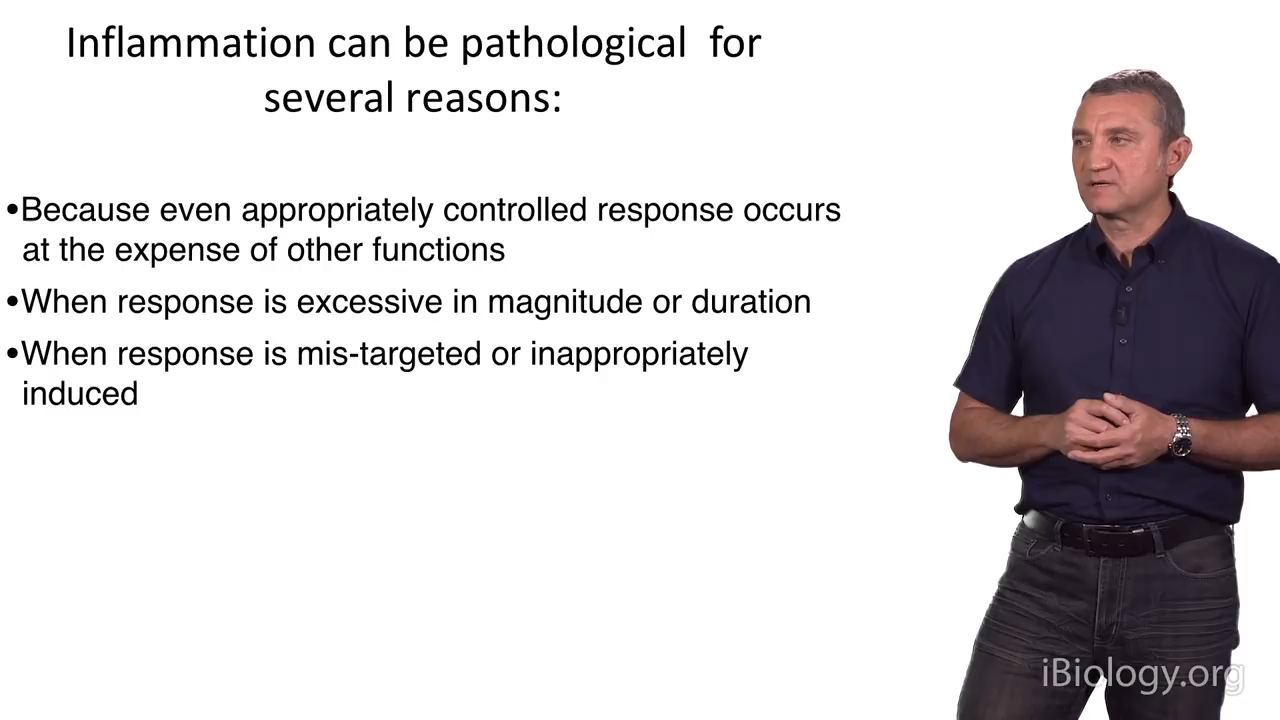 Inflammation can be pathological for
several reasons:
•Because even appropriately controlled response occurs
at the expense of other functions
•When response is excessive in magnitude or duration
•When response is mis-targeted or inappropriately
induced
iBiology.org